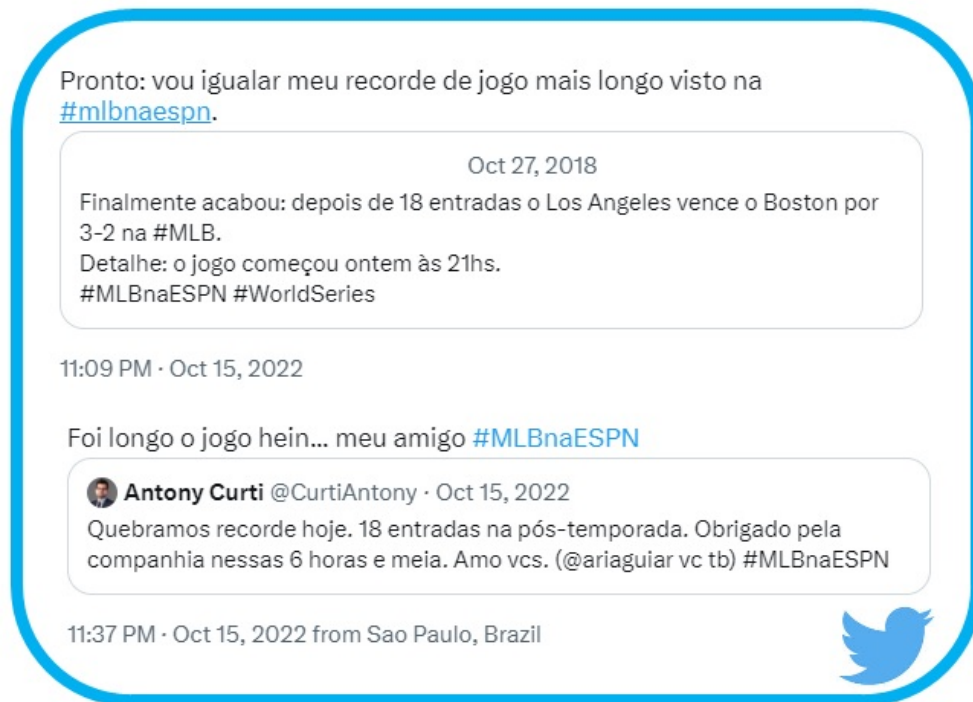 Pronto: vou igualar meu recorde de jogo mais longo visto na
#mlbnaespn.
Oct 27, 2018
Finalmente acabou: depois de 18 entradas o Los Angeles vence o Boston por
3-2 na #MLB.
Detalhe: o jogo começou ontem às 21hs.
#MLBnaESPN #WorldSeries
11:09 PM · Oct 15, 2022
Foi longo o jogo hein... meu amigo #MLBnaESPN
Antony Curti @CurtiAntony · Oct 15, 2022
Quebramos recorde hoje. 18 entradas na pós-temporada. Obrigado pela
companhia nessas 6 horas e meia. Amo vcs. (@ariaguiar vc tb) #MLBnaESPN
11:37 PM · Oct 15, 2022 from Sao Paulo, Brazil